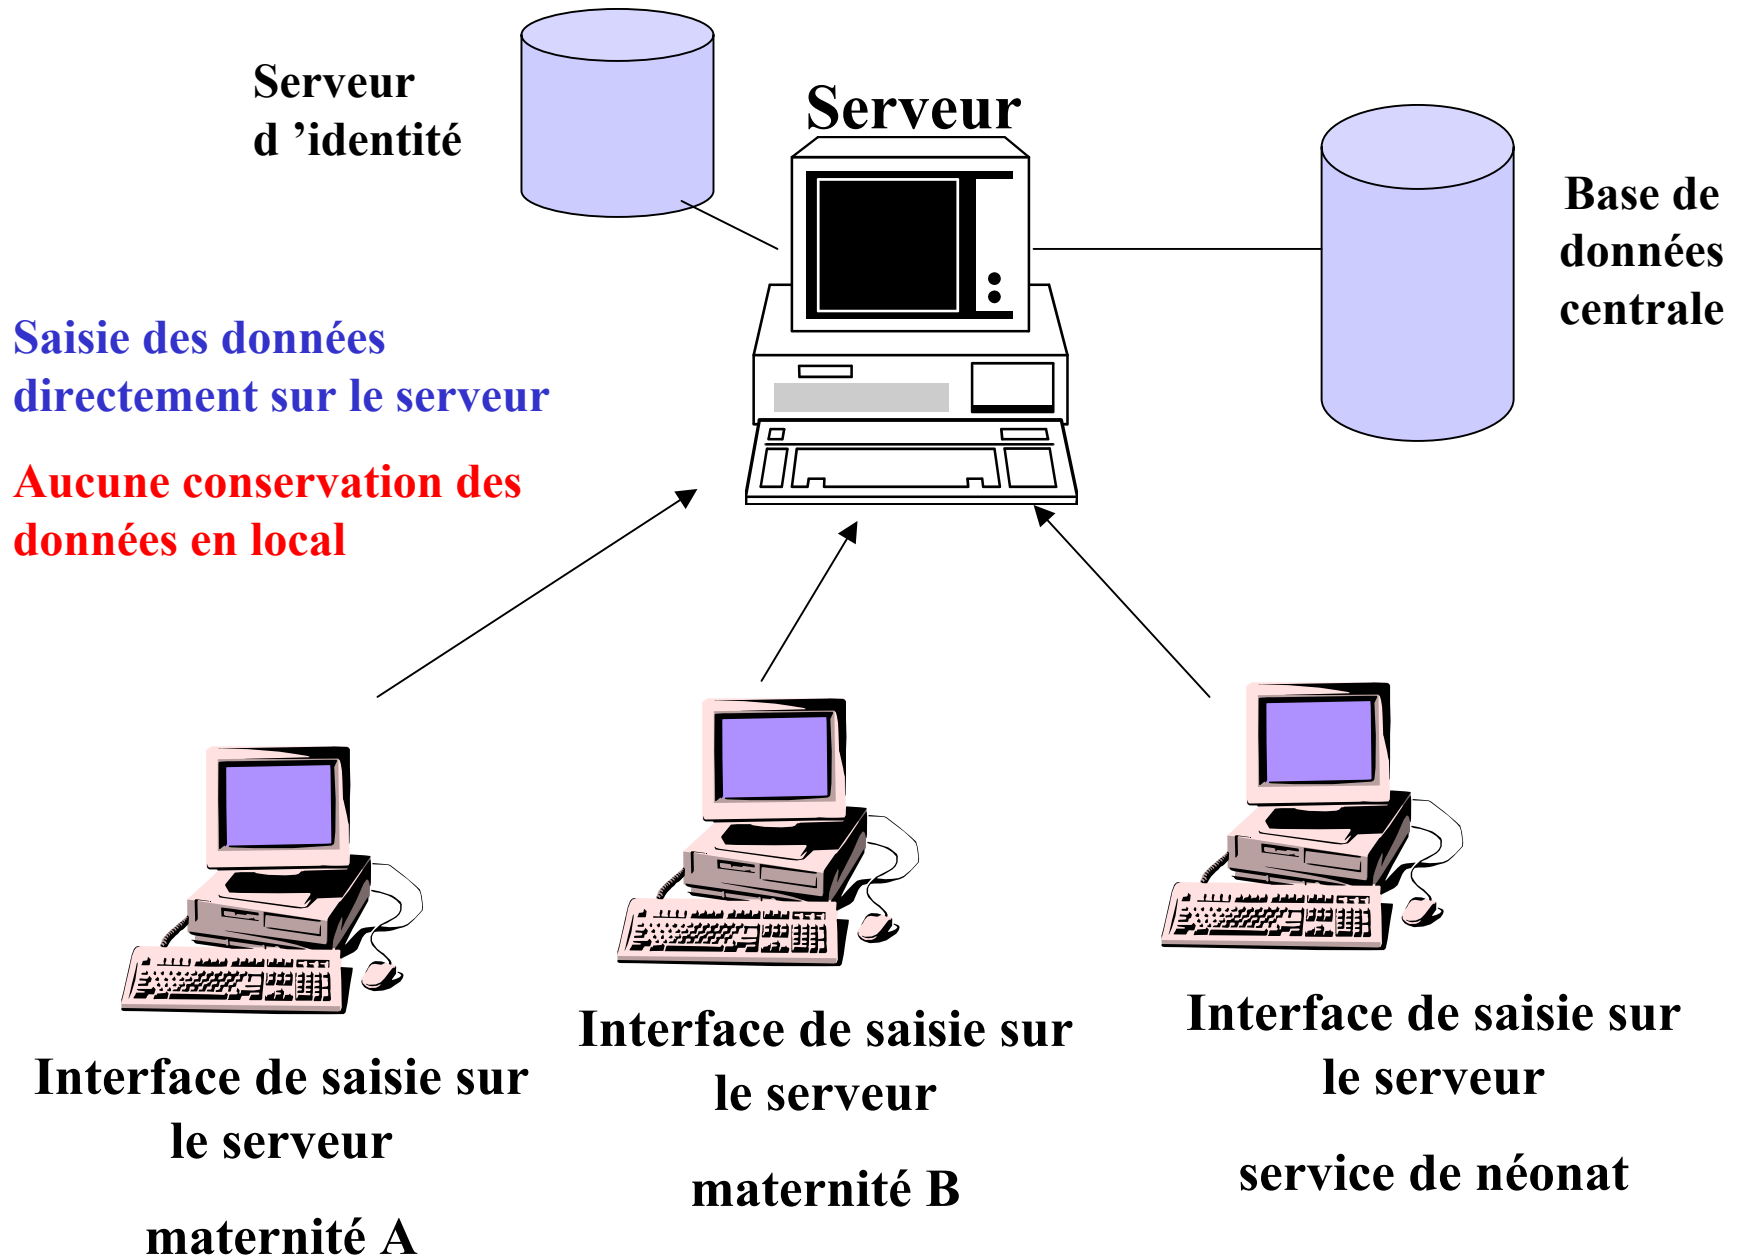 Serveur
d ’identité
Serveur
Base de
données
centrale
Saisie des données
directement sur le serveur
Aucune conservation des
données en local
Interface de saisie sur
le serveur
maternité A
Interface de saisie sur
le serveur
maternité B
Interface de saisie sur
le serveur
service de néonat